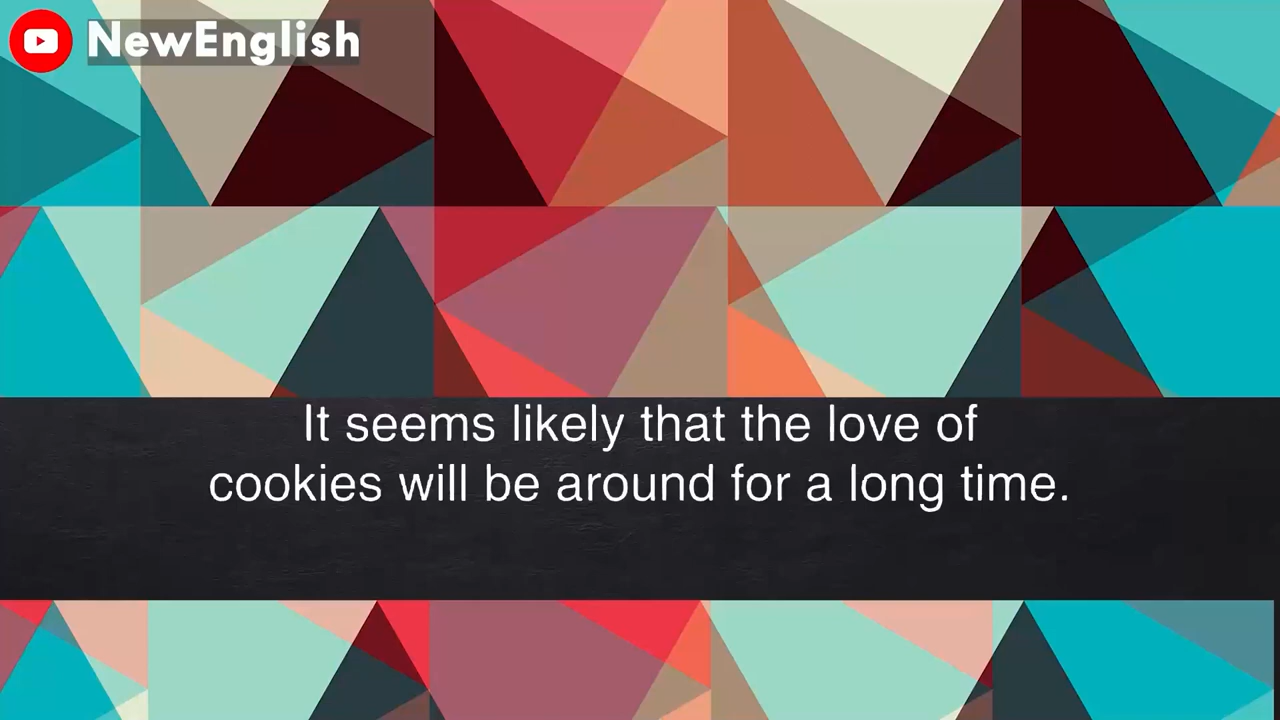 NewEnglish
It seems likely that the love of
cookies will be around for a long time.